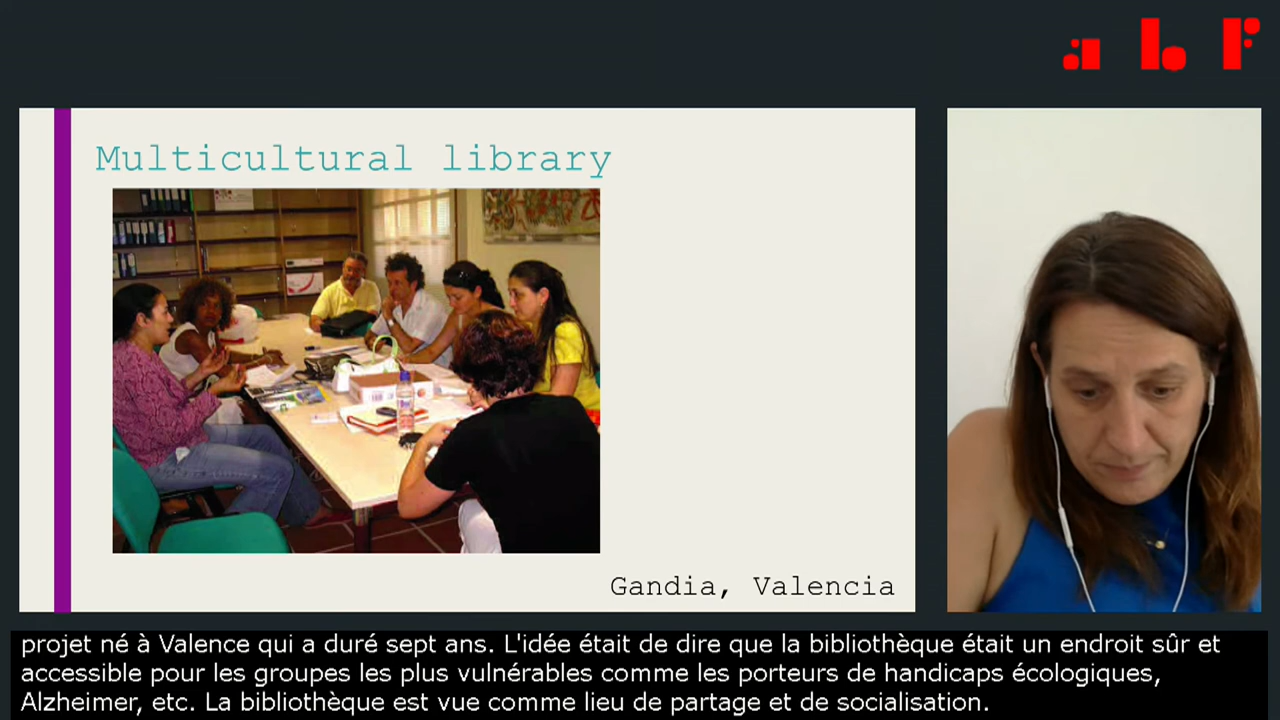 abf
Multicultural library
Gandia, Valencia
projet né à Valence qui a duré sept ans. L'idée était de dire que la bibliothèque était un endroit sûr et
accessible pour les groupes les plus vulnérables comme les porteurs de handicaps écologiques,
Alzheimer, etc. La bibliothèque est vue comme lieu de partage et de socialisation.